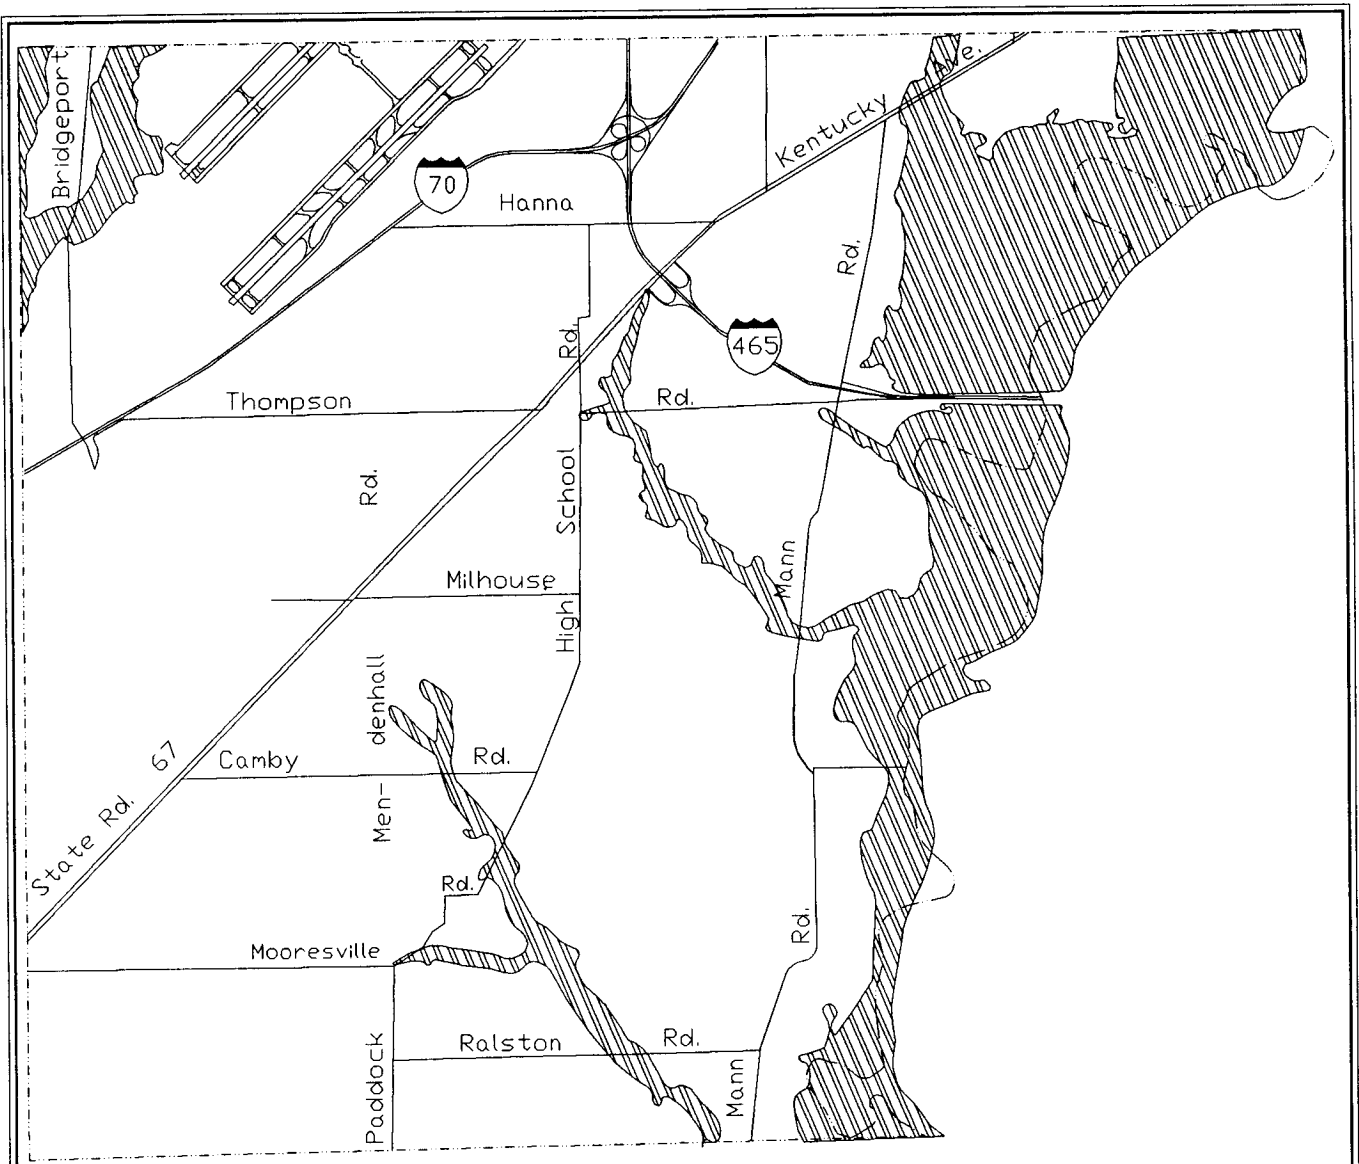 Bridgeport
Kentucky Ave.
70
Hanna
Rd.
465
Rd.
Thompson Rd.
Rd.
High School
Milhouse
Mann
Men-
denhall
67
State Rd.
Camby Rd.
Rd.
Rd.
Mooresville
Paddock
Ralston Rd.
Mann